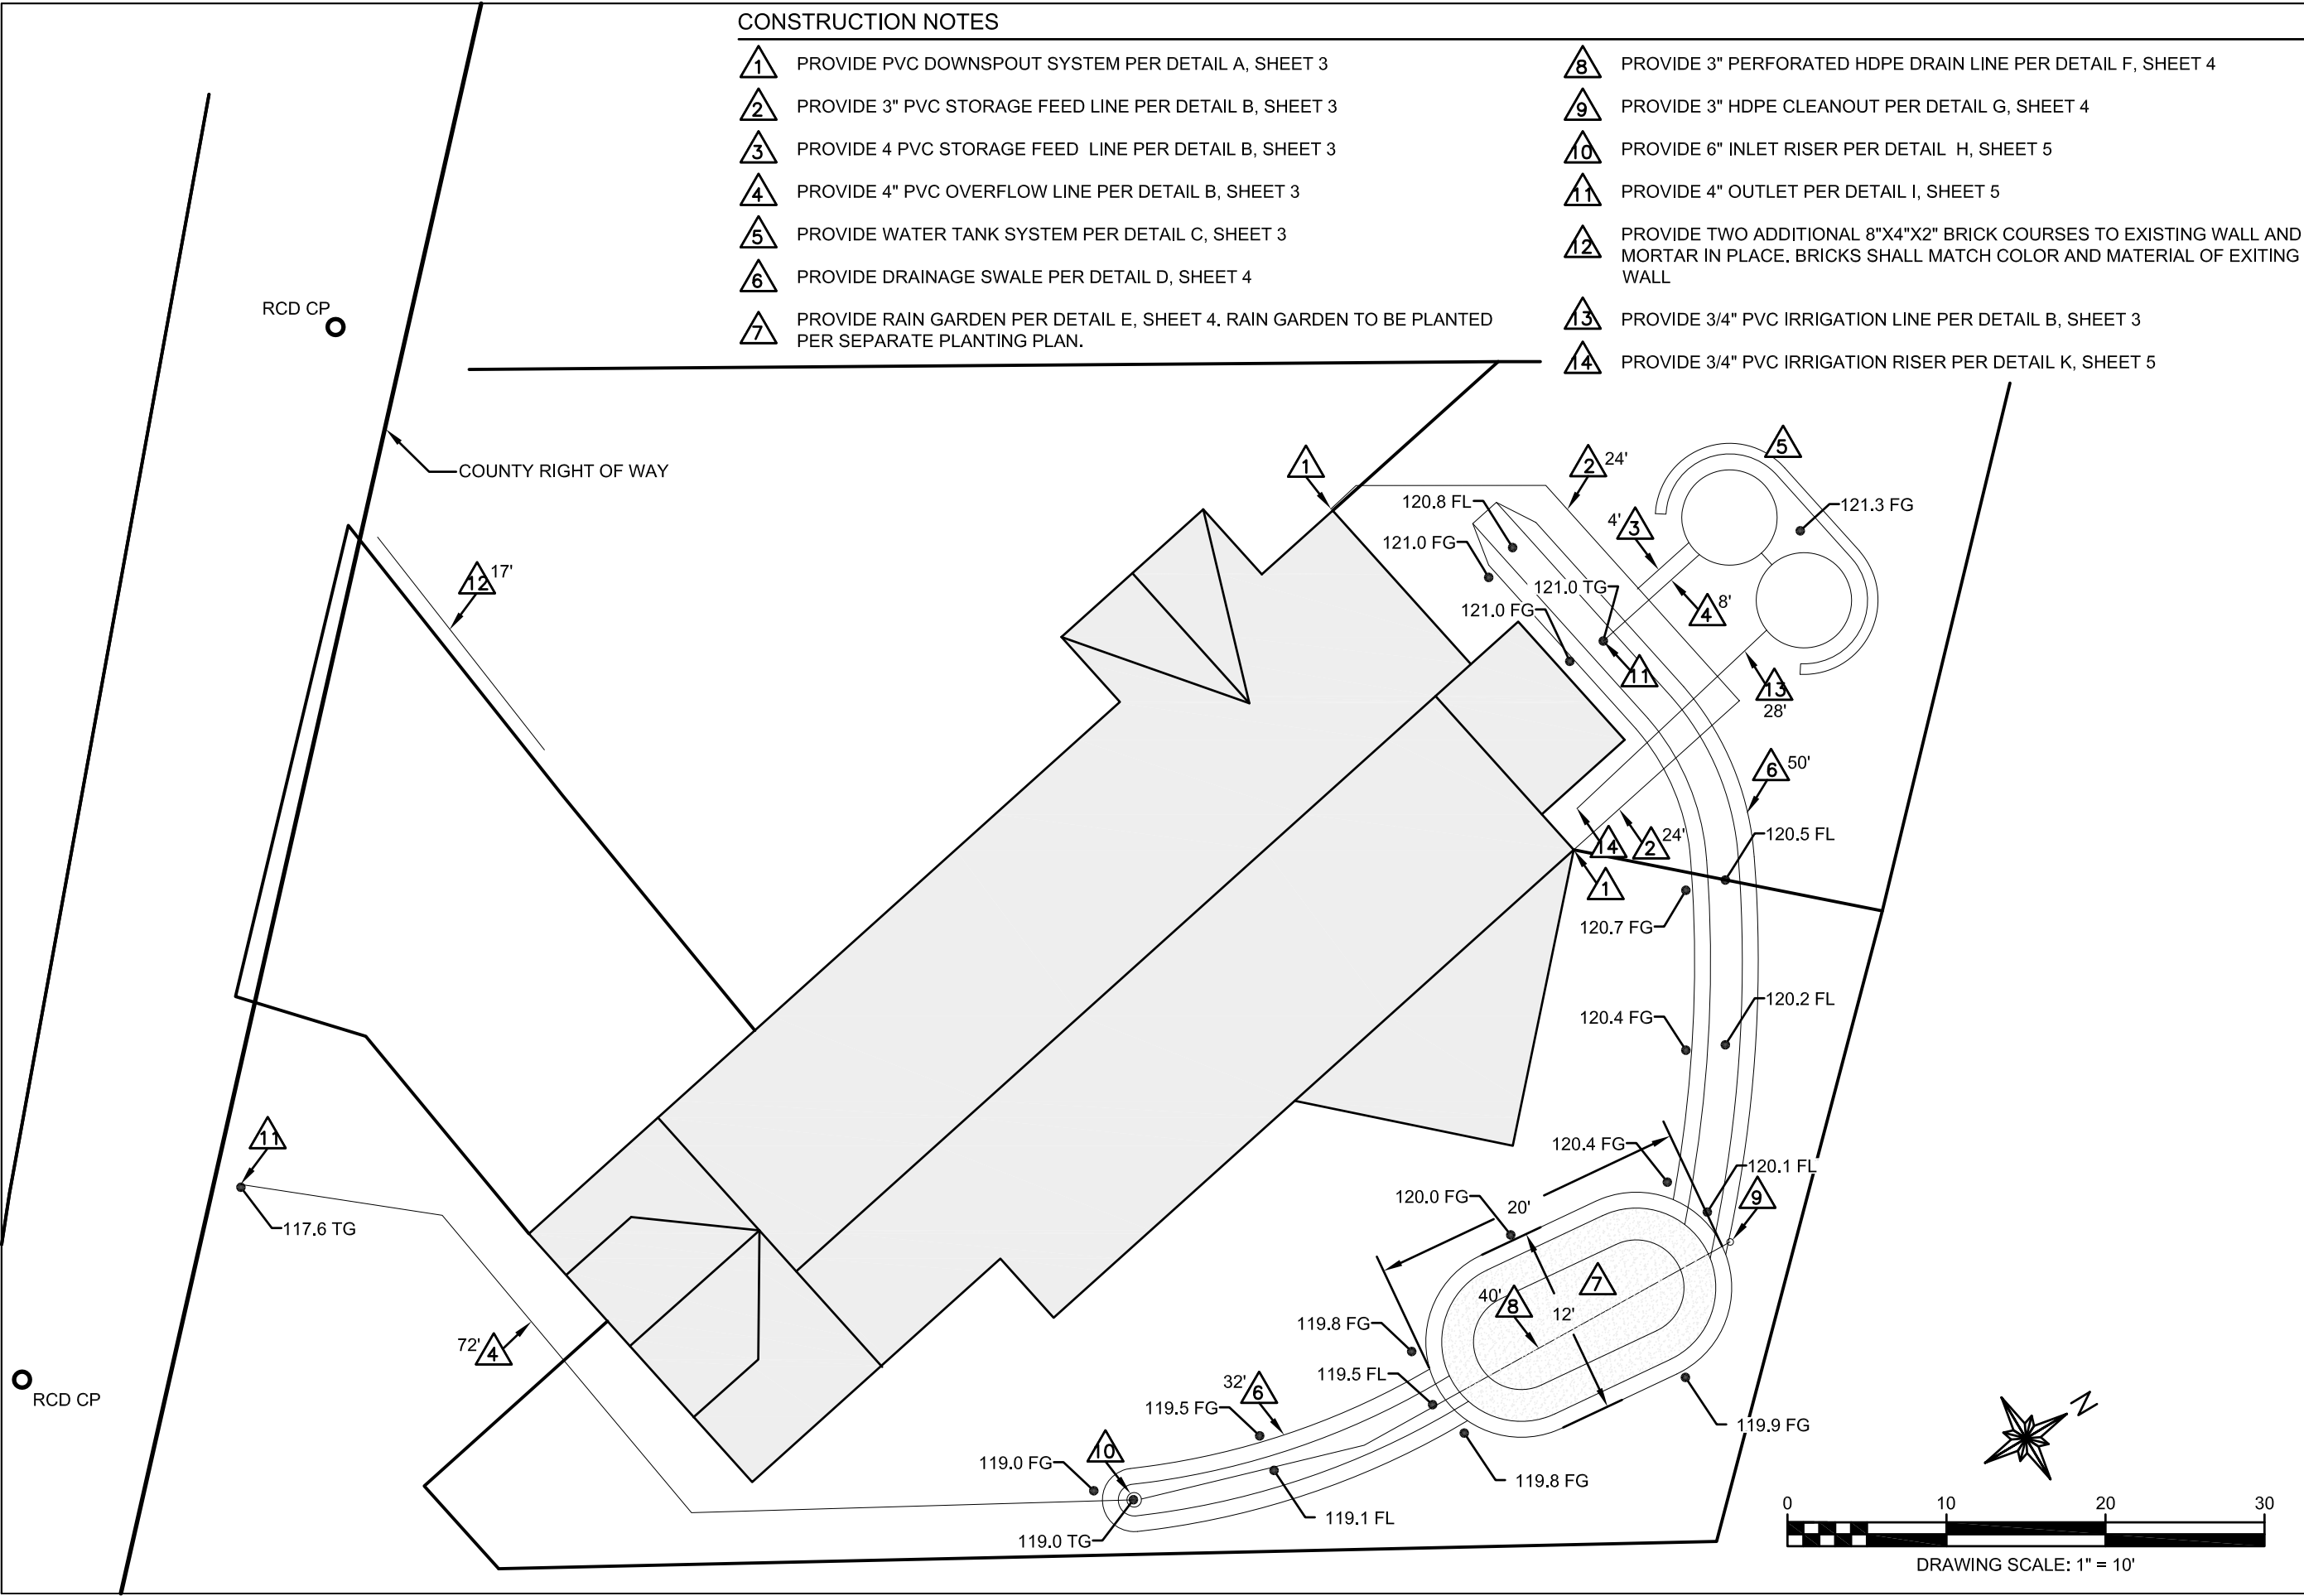 CONSTRUCTION NOTES
1 PROVIDE PVC DOWNSPOUT SYSTEM PER DETAIL A, SHEET 3
2 PROVIDE 3" PVC STORAGE FEED LINE PER DETAIL B, SHEET 3
3 PROVIDE 4 PVC STORAGE FEED LINE PER DETAIL B, SHEET 3
4 PROVIDE 4" PVC OVERFLOW LINE PER DETAIL B, SHEET 3
5 PROVIDE WATER TANK SYSTEM PER DETAIL C, SHEET 3
6 PROVIDE DRAINAGE SWALE PER DETAIL D, SHEET 4
7 PROVIDE RAIN GARDEN PER DETAIL E, SHEET 4. RAIN GARDEN TO BE PLANTED
PER SEPARATE PLANTING PLAN.
8 PROVIDE 3" PERFORATED HDPE DRAIN LINE PER DETAIL F, SHEET 4
9 PROVIDE 3" HDPE CLEANOUT PER DETAIL G, SHEET 4
10 PROVIDE 6" INLET RISER PER DETAIL H, SHEET 5
11 PROVIDE 4" OUTLET PER DETAIL I, SHEET 5
12 PROVIDE TWO ADDITIONAL 8"X4"X2" BRICK COURSES TO EXISTING WALL AND
MORTAR IN PLACE. BRICKS SHALL MATCH COLOR AND MATERIAL OF EXITING
WALL
13 PROVIDE 3/4" PVC IRRIGATION LINE PER DETAIL B, SHEET 3
14 PROVIDE 3/4" PVC IRRIGATION RISER PER DETAIL K, SHEET 5
RCD CP
COUNTY RIGHT OF WAY
12 17'
1
2 24'
5
120.8 FL
121.3 FG
4' 3
121.0 FG
121.0 TG
121.0 FG
4 8'
11
13
28'
6 50'
120.5 FL
14
2 24'
1
120.7 FG
120.2 FL
120.4 FG
11
120.4 FG
120.1 FL
9
120.0 FG
20'
117.6 TG
7
40' 8
12'
119.8 FG
72' 4
119.5 FL
32' 6
119.5 FG
RCD CP
119.9 FG
10
119.0 FG
119.8 FG
119.1 FL
119.0 TG
N
0 10 20 30
DRAWING SCALE: 1" = 10'